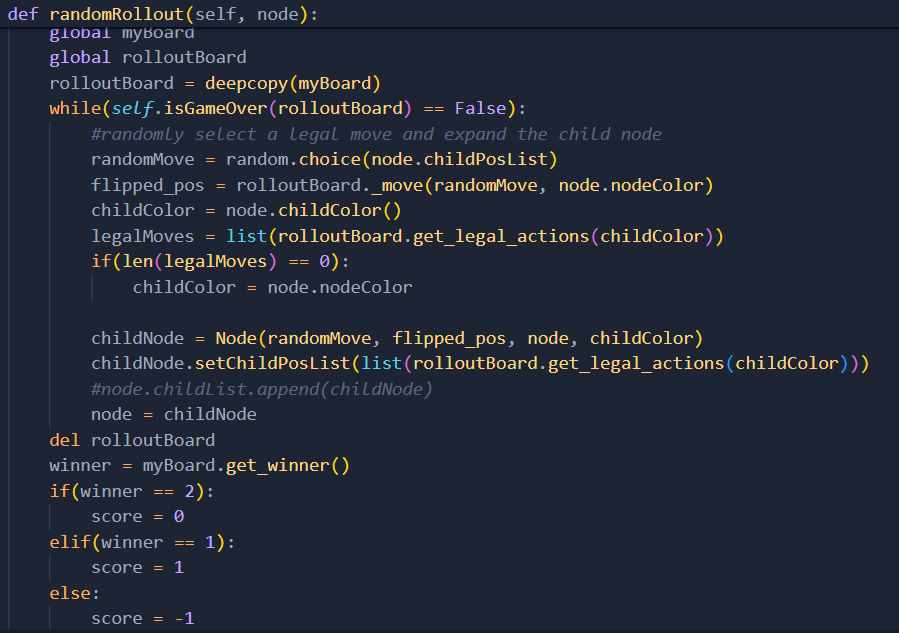 def randomRollout(self, node):
global myBoard
global rolloutBoard
rolloutBoard = deepcopy(myBoard)
while(self.isGameOver(rolloutBoard) == False):
#randomly select a legal move and expand the child node
randomMove = random.choice(node.childPosList)
flipped_pos = rolloutBoard._move(randomMove, node.nodeColor)
childColor = node.childColor()
legalMoves = list(rolloutBoard.get_legal_actions(childColor))
if(len(legalMoves) == 0):
childColor = node.nodeColor
childNode = Node(randomMove, flipped_pos, node, childColor)
childNode.setChildPosList(list(rolloutBoard.get_legal_actions(childColor)))
#node.childList.append(childNode)
node = childNode
del rolloutBoard
winner = myBoard.get_winner()
if(winner == 2):
score = 0
elif(winner == 1):
score = 1
else:
score = -1